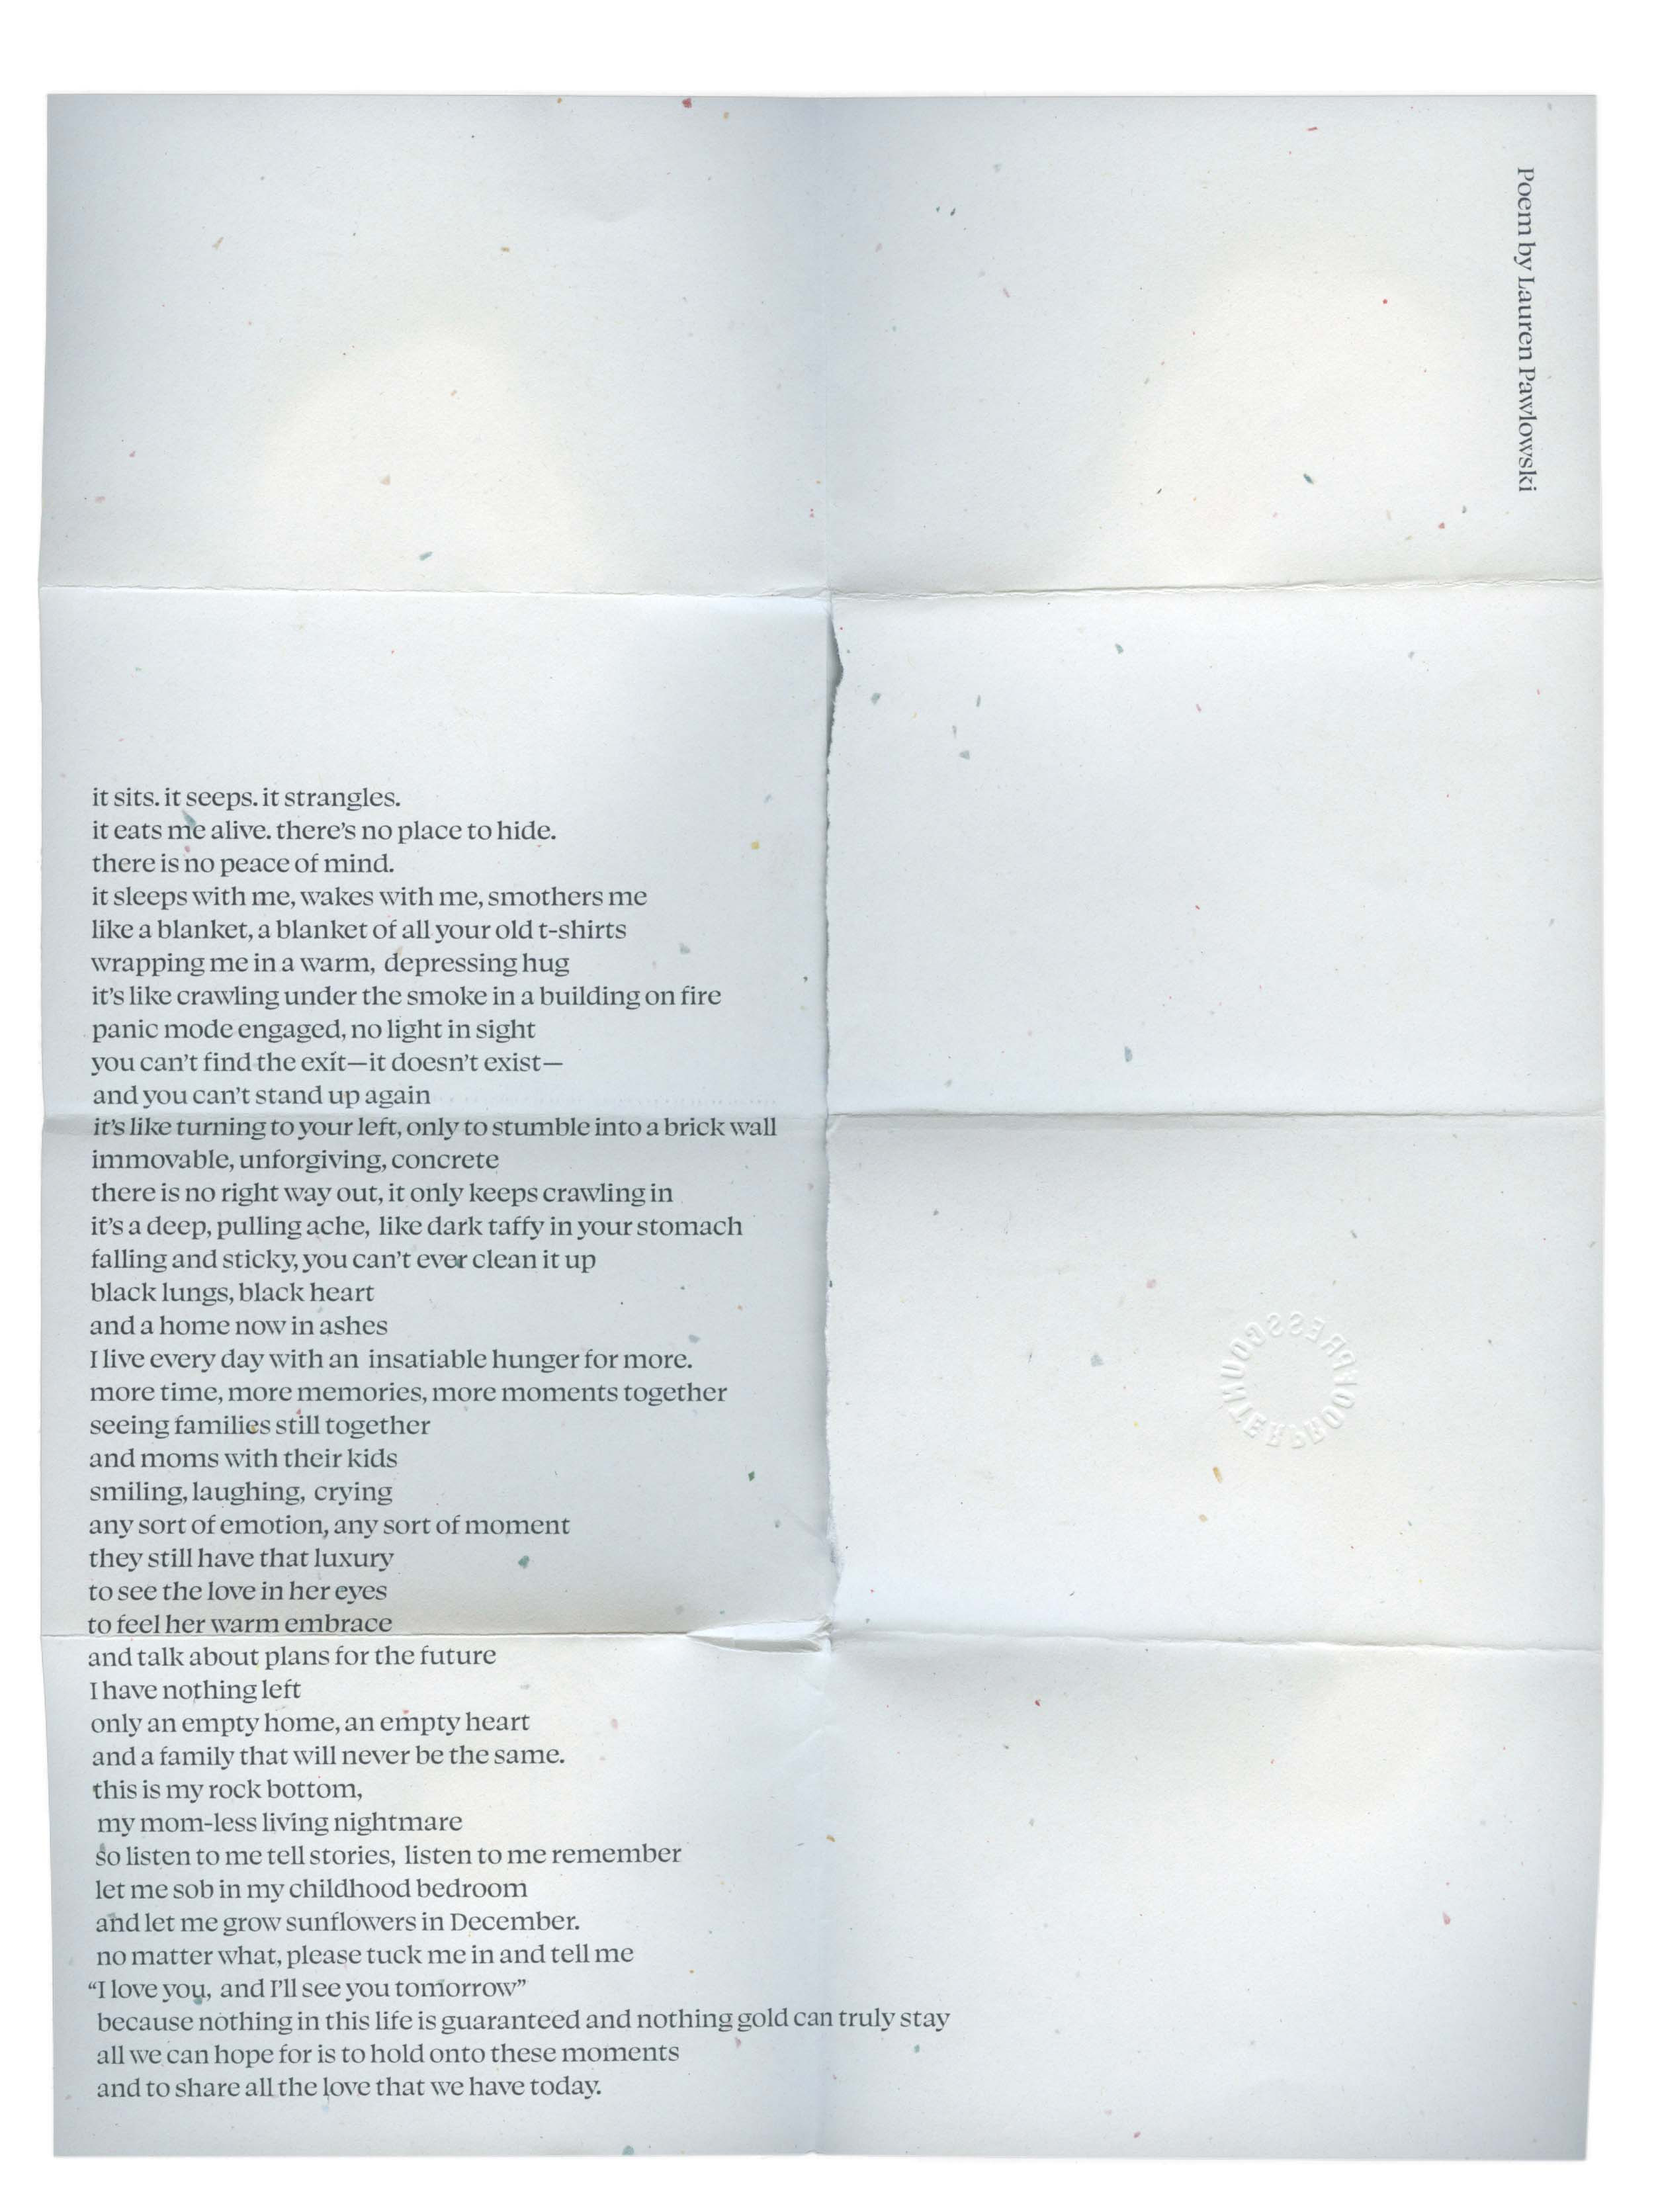 Poem by Lauren Pawlowski
it sits. it seeps. it strangles.
it eats me alive. there's no place to hide.
there is no peace of mind.
it sleeps with me, wakes with me, smothers me
like a blanket, a blanket of all your old t-shirts
wrapping me in a warm, depressing hug
it's like crawling under the smoke in a building on fire
panic mode engaged, no light in sight
you can't find the exit—it doesn't exist—
and you can't stand up again
it's like turning to your left, only to stumble into a brick wall
immovable, unforgiving, concrete
there is no right way out, it only keeps crawling in
it's a deep, pulling ache, like dark taffy in your stomach
falling and sticky, you can't ever clean it up
black lungs, black heart
and a home now in ashes
I live every day with an insatiable hunger for more.
more time, more memories, more moments together
seeing families still together
and moms with their kids
smiling, laughing, crying
any sort of emotion, any sort of moment
they still have that luxury
to see the love in her eyes
to feel her warm embrace
and talk about plans for the future
I have nothing left
only an empty home, an empty heart
and a family that will never be the same.
this is my rock bottom,
my mom-less living nightmare
so listen to me tell stories, listen to me remember
let me sob in my childhood bedroom
and let me grow sunflowers in December.
no matter what, please tuck me in and tell me
“I love you, and I'll see you tomorrow”
because nothing in this life is guaranteed and nothing gold can truly stay
all we can hope for is to hold onto these moments
and to share all the love that we have today.
COUNTERPROOF PRESS